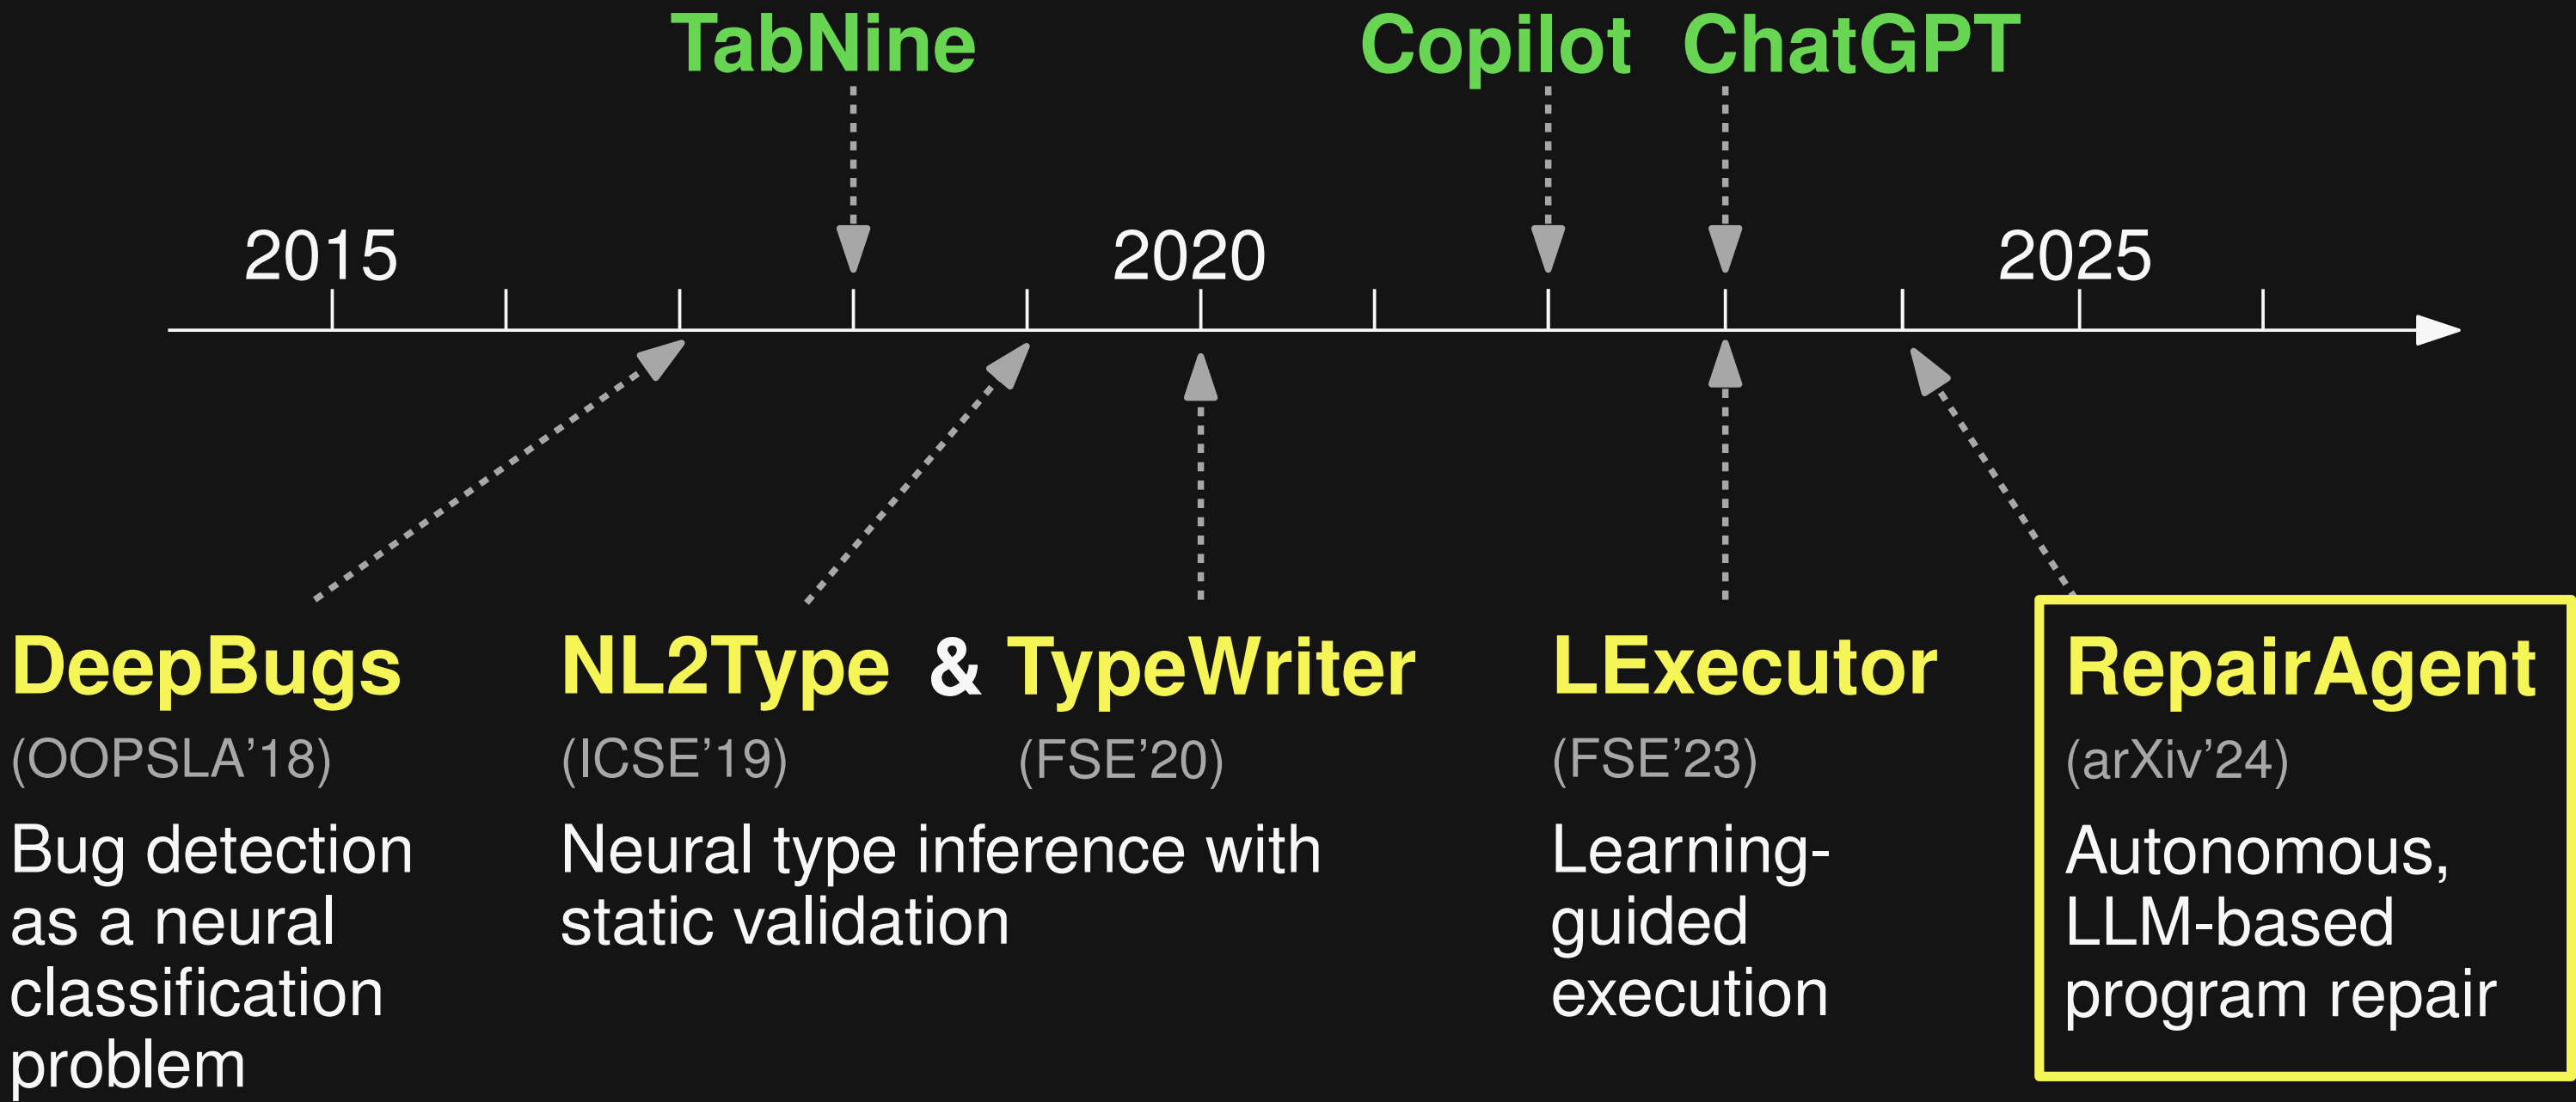 TabNine
Copilot
ChatGPT
2015
2020
2025
DeepBugs
(OOPSLA’18)
Bug detection
as a neural
classification
problem
NL2Type & TypeWriter
(ICSE’19)
(FSE’20)
Neural type inference with
static validation
LExecutor
(FSE’23)
Learning-
guided
execution
RepairAgent
(arXiv’24)
Autonomous,
LLM-based
program repair